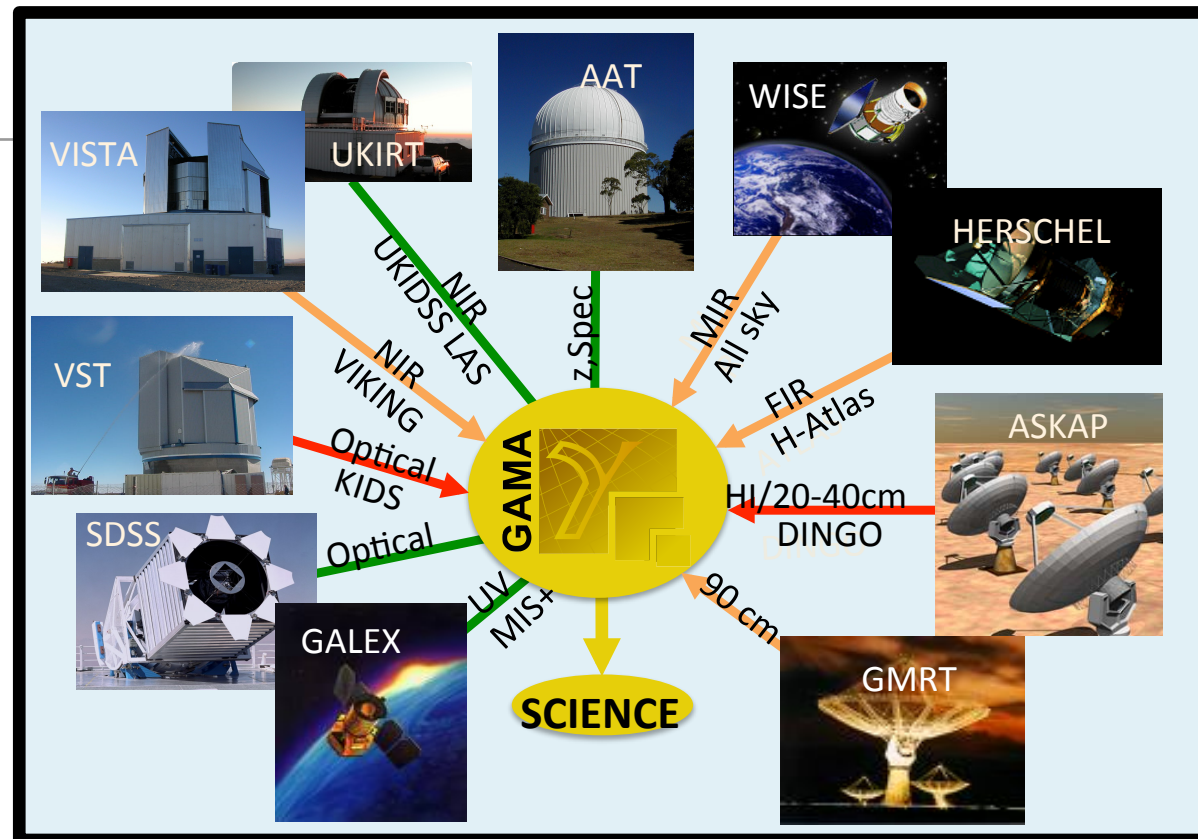 AAT
WISE
VISTA
UKIRT
HERSCHEL
NIR
UKIDSS LAS
z,Spec
MIR
All sky
NIR
VIKING
FIR
H-Atlas
VST
ASKAP
Optical
KIDS
GAMA
γ
HI/20-40cm
DINGO
SDSS
Optical
UV
MIS+
90 cm
GALEX
GMRT
SCIENCE